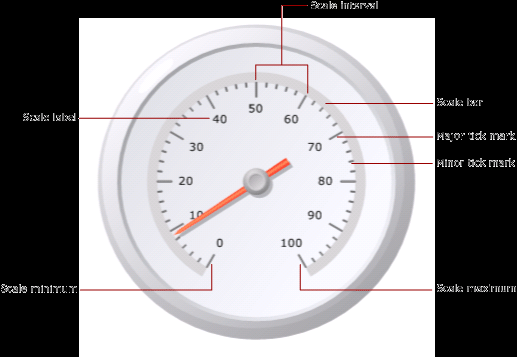 Scale interval
50
40
60
Scale bar
Scale label
Major tick mark
30
70
Minor tick mark
20
80
10
90
0
100
Scale minimum
Scale maximum